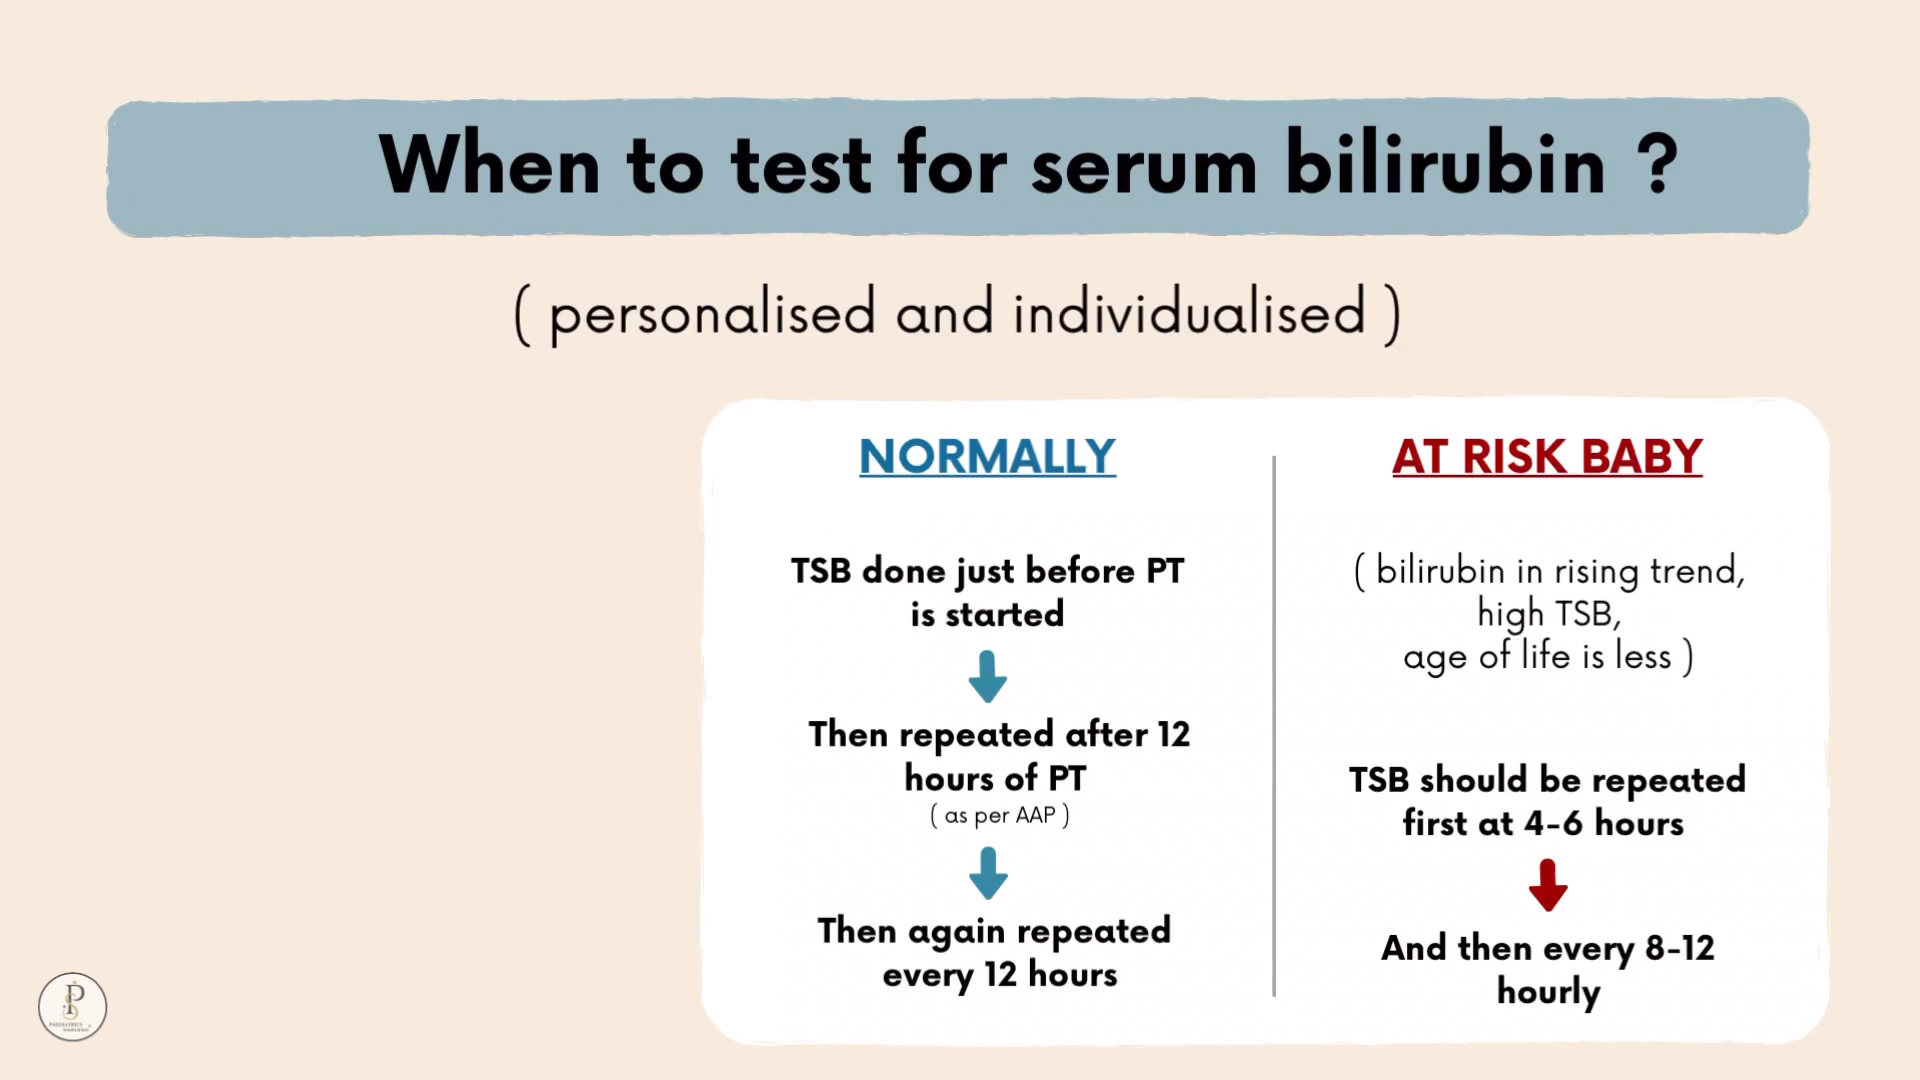 When to test for serum bilirubin ?
( personalised and individualised )
NORMALLY
TSB done just before PT
is started
Then repeated after 12
hours of PT
( as per AAP )
Then again repeated
every 12 hours
AT RISK BABY
( bilirubin in rising trend,
high TSB,
age of life is less )
TSB should be repeated
first at 4-6 hours
And then every 8-12
hourly
PAEDIATRICS